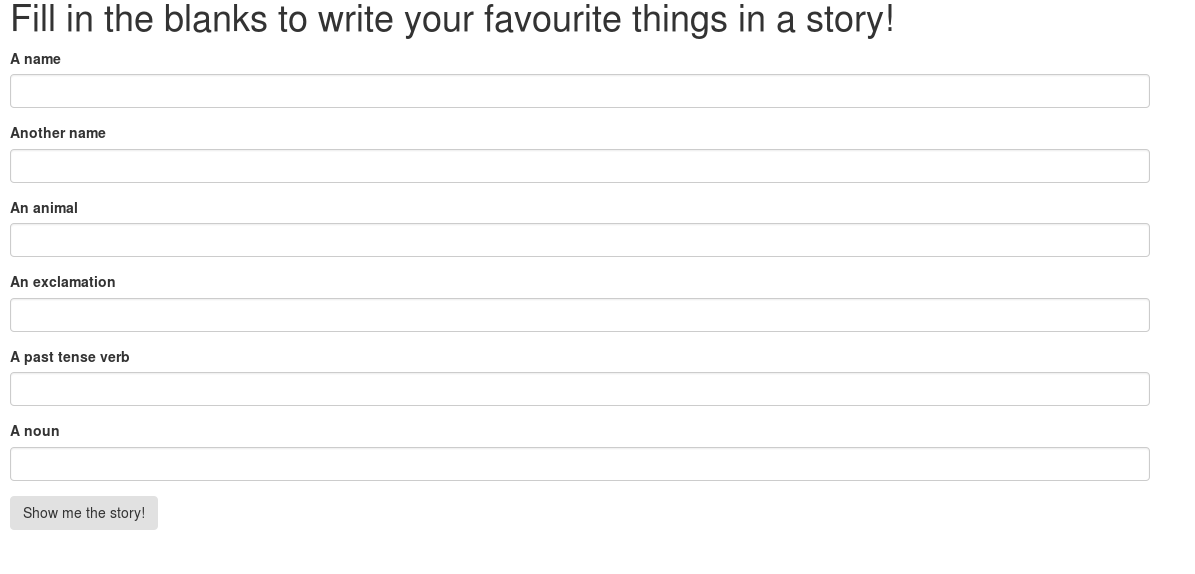 Fill in the blanks to write your favourite things in a story!
A name
Another name
An animal
An exclamation
A past tense verb
A noun
Show me the story!